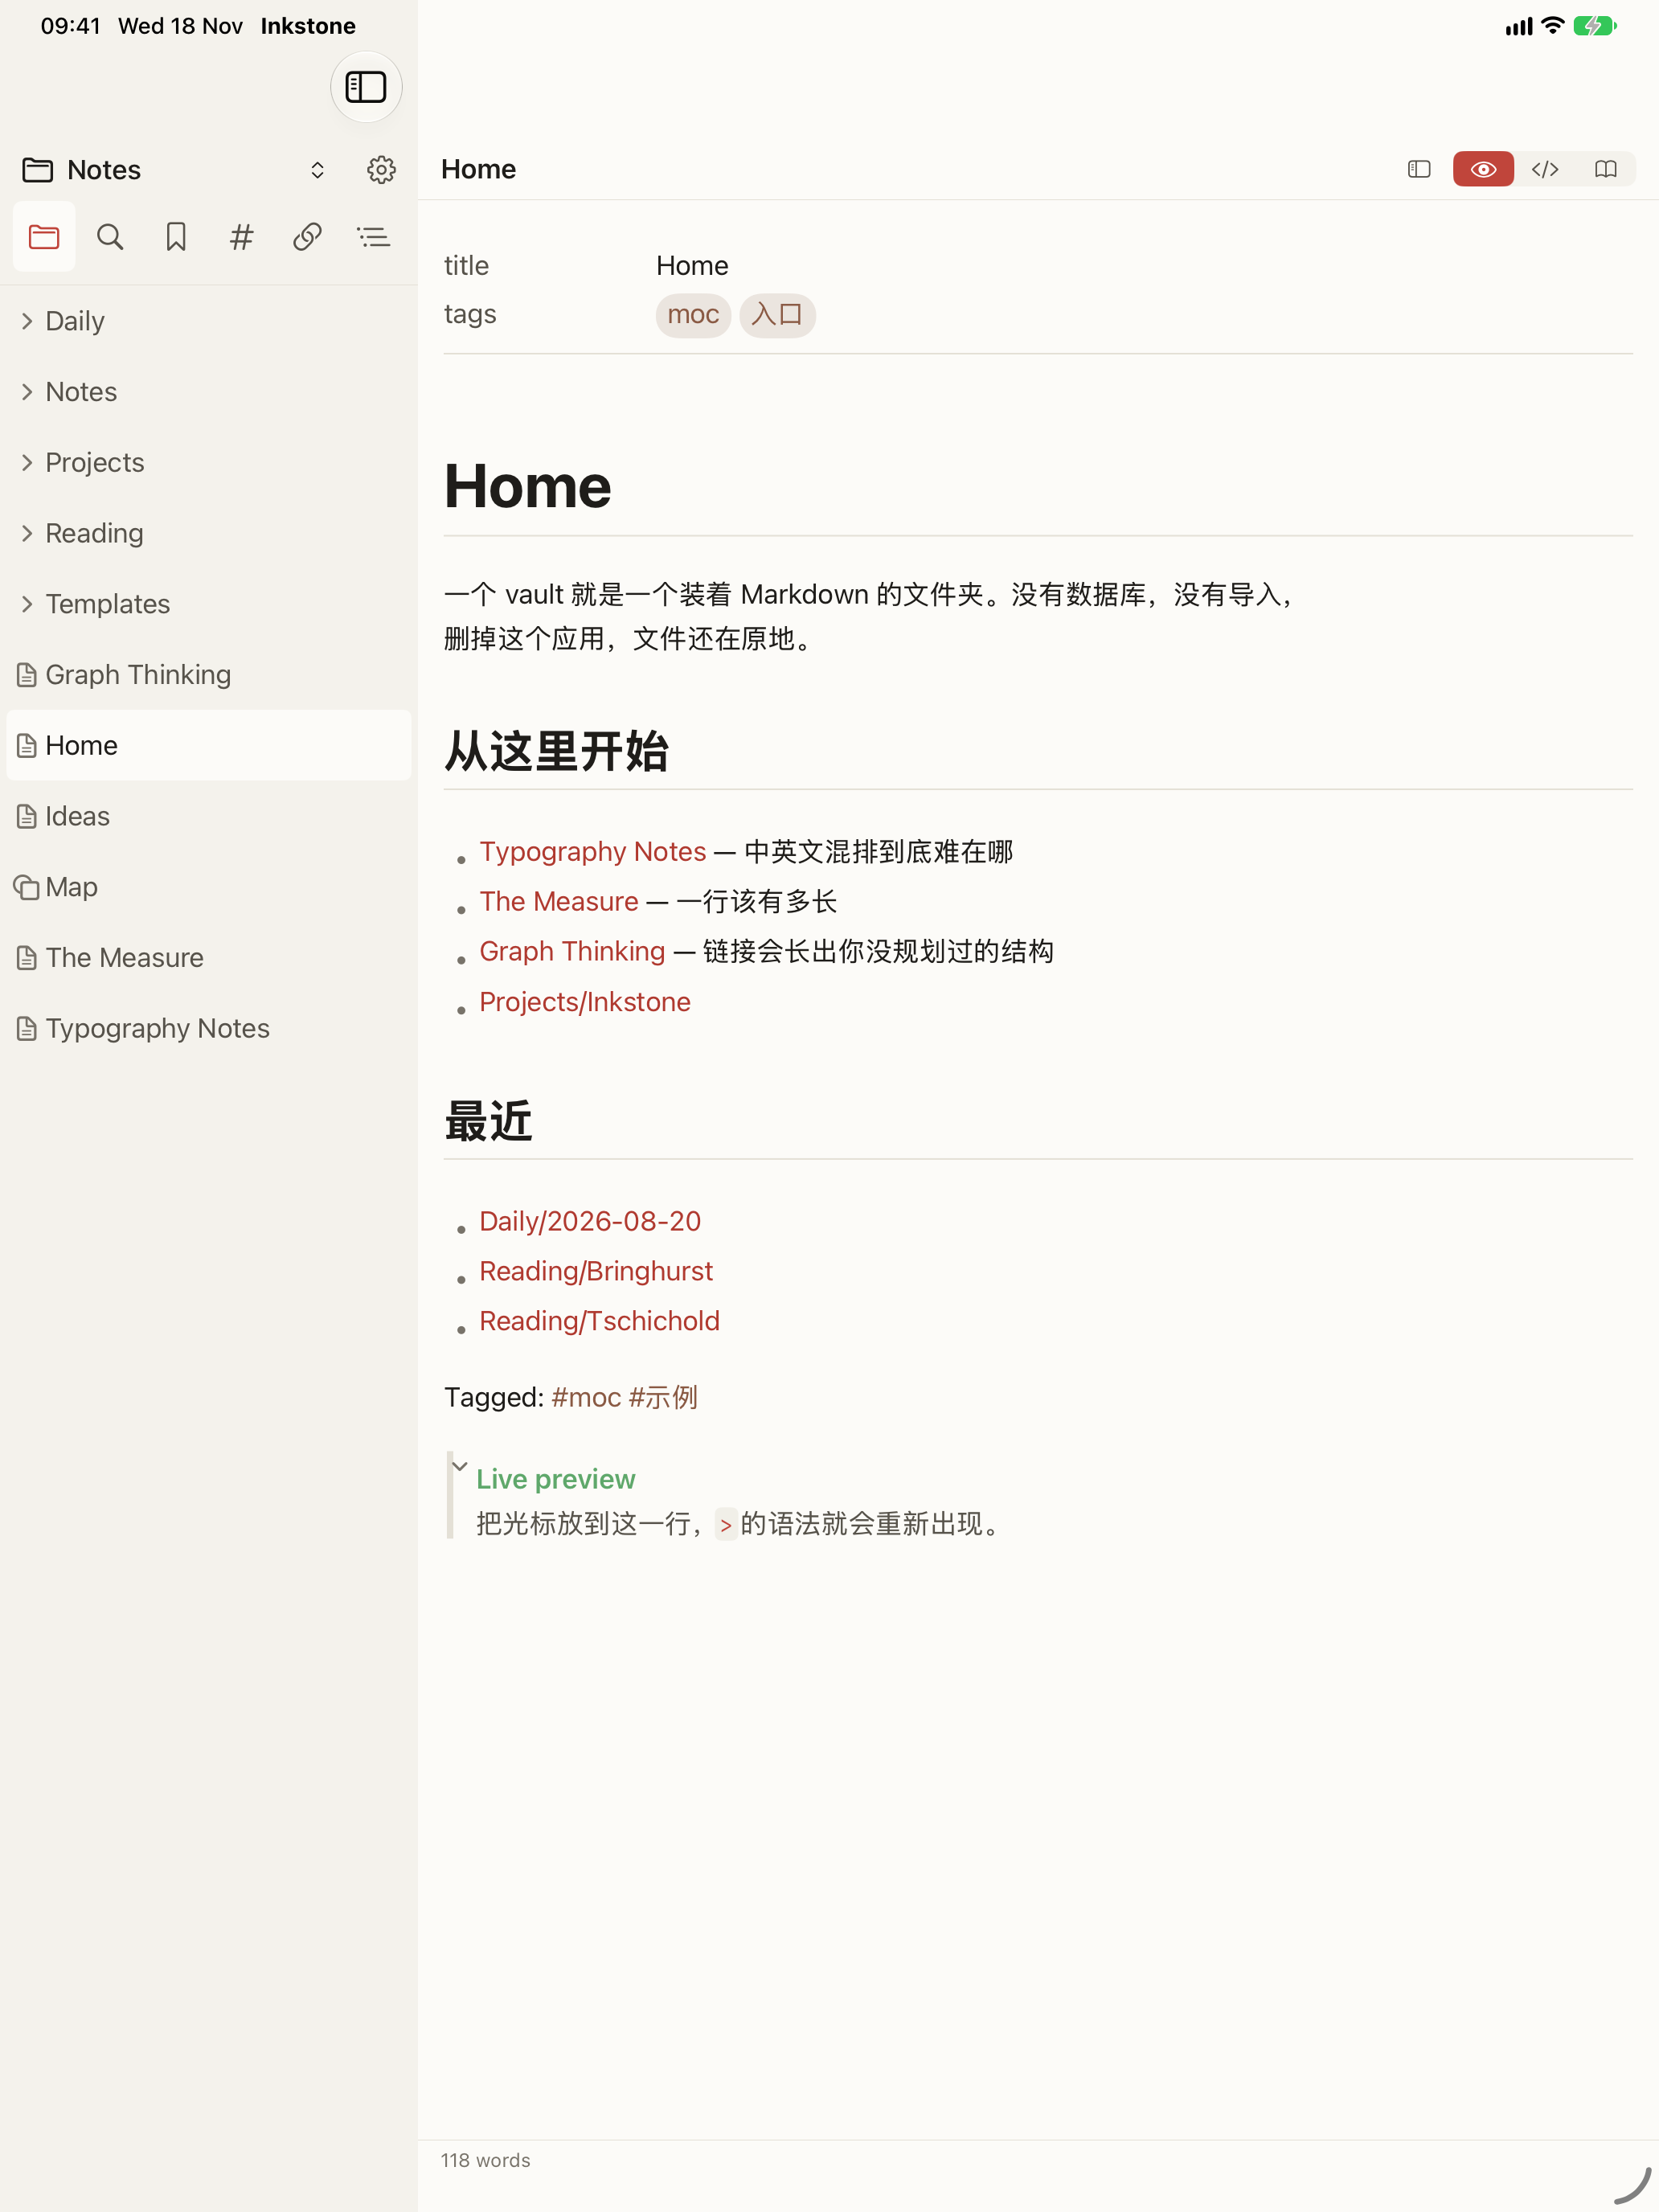 09:41 Wed 18 Nov Inkstone
Notes
Daily
Notes
Projects
Reading
Templates
Graph Thinking
Home
Ideas
Map
The Measure
Typography Notes
Home
title Home
tags moc 入口
Home
一个 vault 就是一个装着 Markdown 的文件夹。没有数据库，没有导入，
删掉这个应用，文件还在原地。
从这里开始
• Typography Notes — 中英文混排到底难在哪
• The Measure — 一行该有多长
• Graph Thinking — 链接会长出你没规划过的结构
• Projects/Inkstone
最近
• Daily/2026-08-20
• Reading/Bringhurst
• Reading/Tschichold
Tagged: #moc #示例
Live preview
把光标放到这一行，>的语法就会重新出现。
118 words